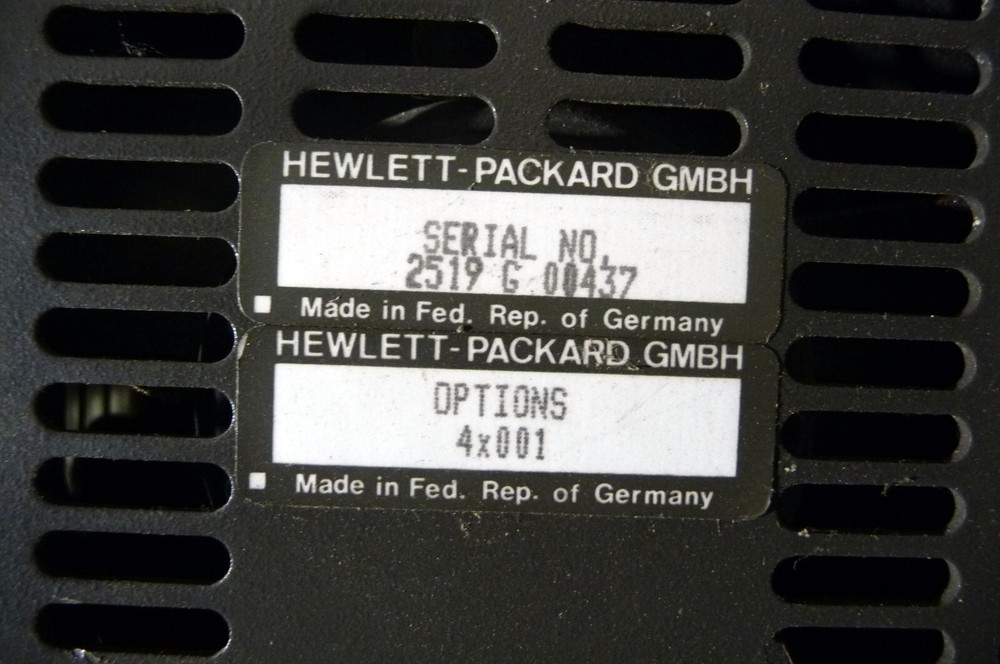 HEWLETT-PACKARD GMBH
SERIAL NO.
2519 G 00437
Made in Fed. Rep. of Germany
HEWLETT-PACKARD GMBH
OPTIONS
4x001
Made in Fed. Rep. of Germany